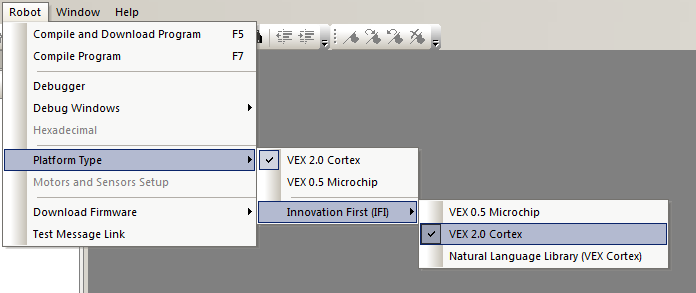 Robot Window Help
Compile and Download Program F5
Compile Program F7
Debugger
Debug Windows
Hexadecimal
Platform Type
Motors and Sensors Setup
Download Firmware
Test Message Link
VEX 2.0 Cortex
VEX 0.5 Microchip
Innovation First (IFI)
VEX 0.5 Microchip
VEX 2.0 Cortex
Natural Language Library (VEX Cortex)